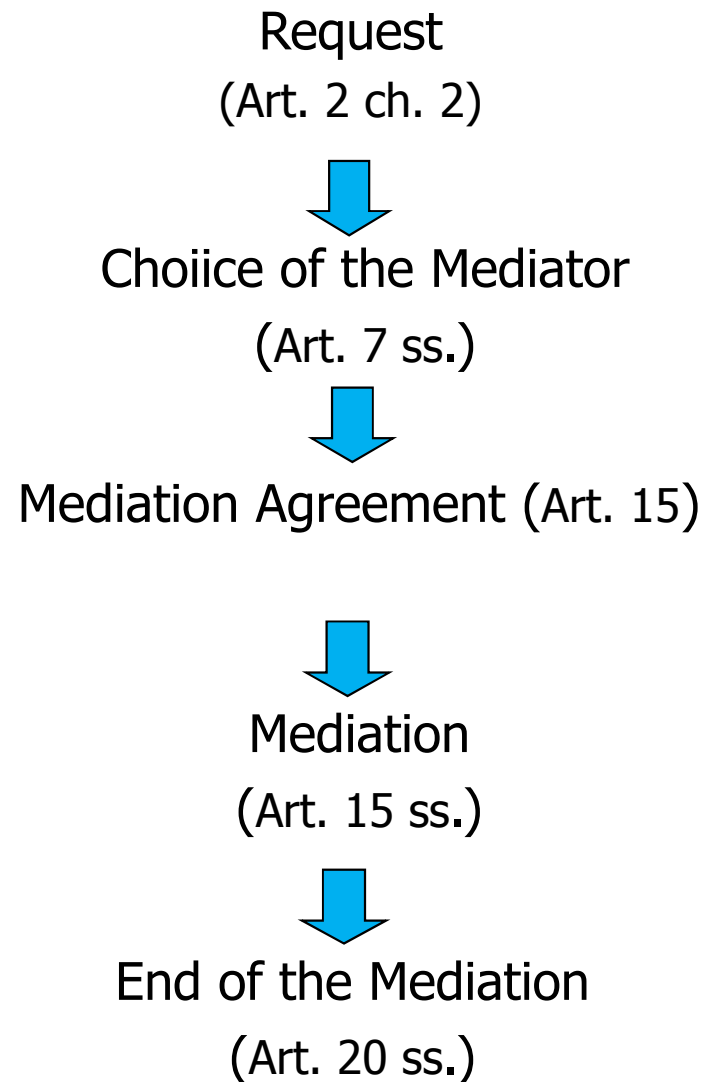 Request
(Art. 2 ch. 2)
Choiice of the Mediator
(Art. 7 ss.)
Mediation Agreement (Art. 15)
Mediation
(Art. 15 ss.)
End of the Mediation
(Art. 20 ss.)